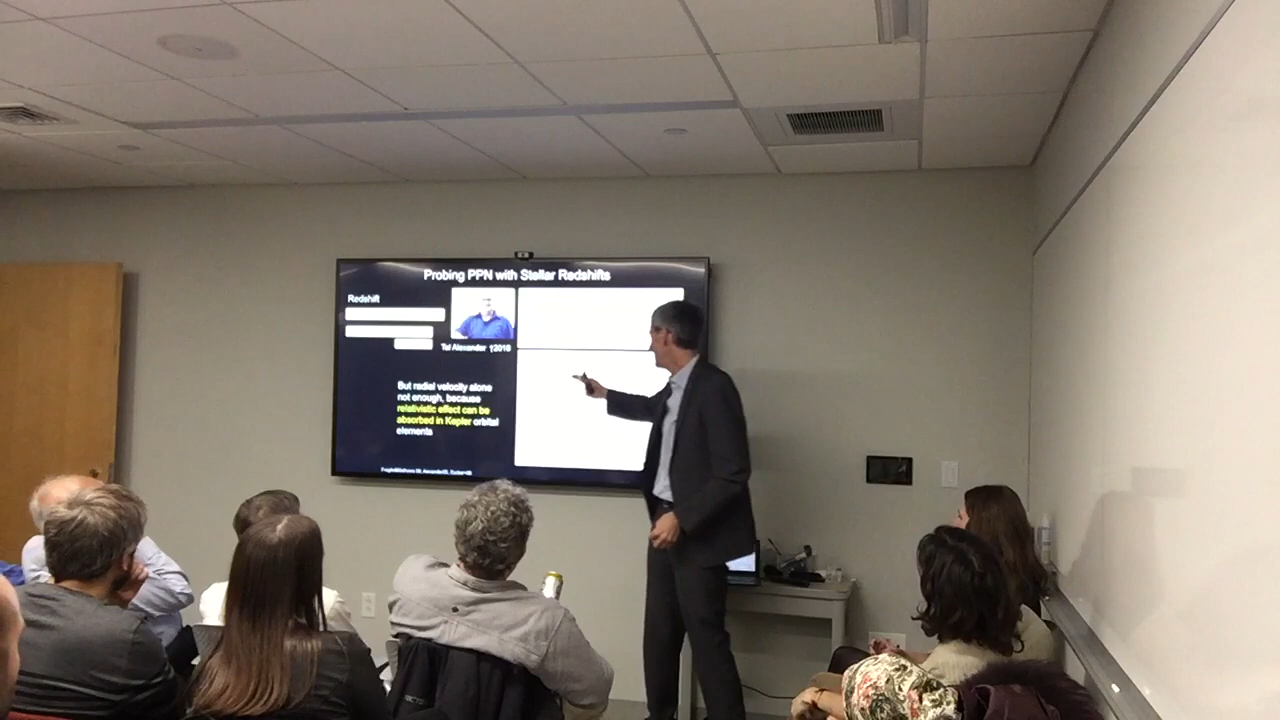 Probing PPN with Stellar Redshifts
Redshift
Tal Alexander †2018
But radial velocity alone
not enough, because
relativistic effect can be
absorbed in Kepler orbital
elements